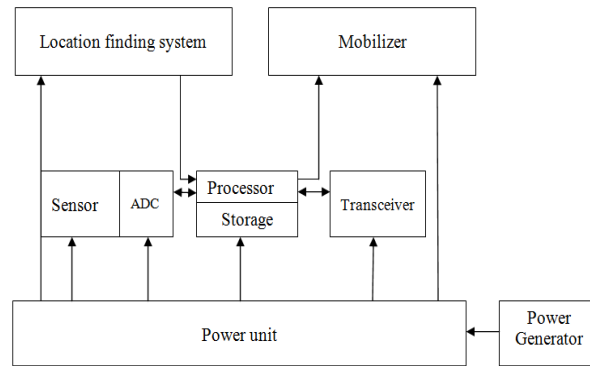 Location finding system
Mobilizer
Sensor
ADC
Processor
Storage
Transceiver
Power unit
Power
Generator